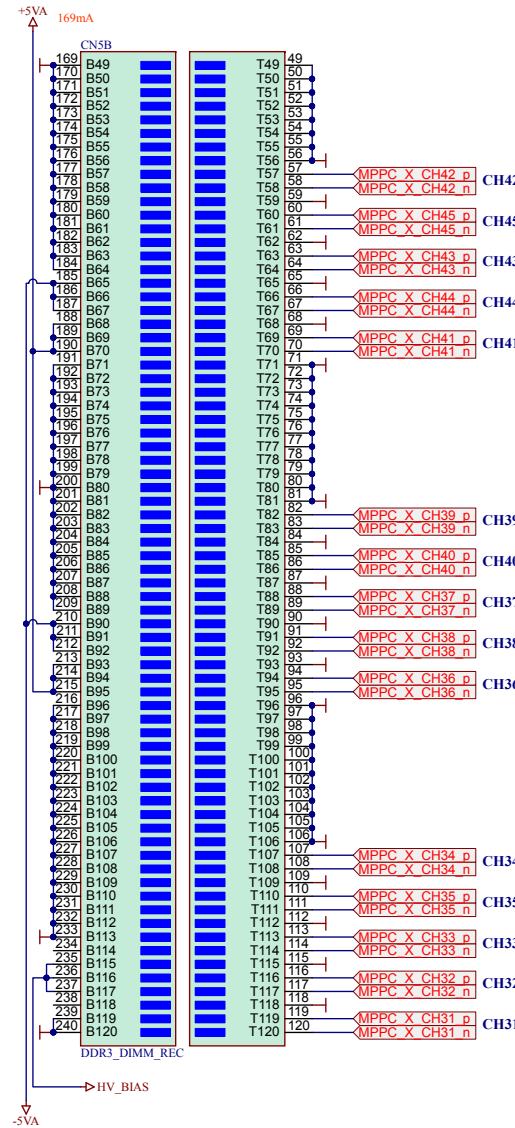 +5VA
169mA
CN5B
169 B49 T49 49
170 B50 T50 50
171 B51 T51 51
172 B52 T52 52
173 B53 T53 53
174 B54 T54 54
175 B55 T55 55
176 B56 T56 56
177 B57 T57 57 MPPC_X_CH42_p
CH42
178 B58 T58 58 MPPC_X_CH42_n
179 B59 T59 59
180 B60 T60 60 MPPC_X_CH45_p
CH45
181 B61 T61 61 MPPC_X_CH45_n
182 B62 T62 62
183 B63 T63 63 MPPC_X_CH43_p
CH43
184 B64 T64 64 MPPC_X_CH43_n
185 B65 T65 65
186 B66 T66 66 MPPC_X_CH44_p
CH44
187 B67 T67 67 MPPC_X_CH44_n
188 B68 T68 68
189 B69 T69 69 MPPC_X_CH41_p
CH41
190 B70 T70 70 MPPC_X_CH41_n
191 B71 T71 71
192 B72 T72 72
193 B73 T73 73
194 B74 T74 74
195 B75 T75 75
196 B76 T76 76
197 B77 T77 77
198 B78 T78 78
199 B79 T79 79
200 B80 T80 80
201 B81 T81 81
202 B82 T82 82 MPPC_X_CH39_p
CH39
203 B83 T83 83 MPPC_X_CH39_n
204 B84 T84 84
205 B85 T85 85 MPPC_X_CH40_p
CH40
206 B86 T86 86 MPPC_X_CH40_n
207 B87 T87 87
208 B88 T88 88 MPPC_X_CH37_p
CH37
209 B89 T89 89 MPPC_X_CH37_n
210 B90 T90 90
211 B91 T91 91 MPPC_X_CH38_p
CH38
212 B92 T92 92 MPPC_X_CH38_n
213 B93 T93 93
214 B94 T94 94 MPPC_X_CH36_p
CH36
215 B95 T95 95 MPPC_X_CH36_n
216 B96 T96 96
217 B97 T97 97
218 B98 T98 98
219 B99 T99 99
220 B100 T100 100
221 B101 T101 101
222 B102 T102 102
223 B103 T103 103
224 B104 T104 104
225 B105 T105 105
226 B106 T106 106
227 B107 T107 107 MPPC_X_CH34_p
CH34
228 B108 T108 108 MPPC_X_CH34_n
229 B109 T109 109
230 B110 T110 110 MPPC_X_CH35_p
CH35
231 B111 T111 111 MPPC_X_CH35_n
232 B112 T112 112
233 B113 T113 113 MPPC_X_CH33_p
CH33
234 B114 T114 114 MPPC_X_CH33_n
235 B115 T115 115
236 B116 T116 116 MPPC_X_CH32_p
CH32
237 B117 T117 117 MPPC_X_CH32_n
238 B118 T118 118
239 B119 T119 119 MPPC_X_CH31_p
CH31
240 B120 T120 120 MPPC_X_CH31_n
DDR3_DIMM_REC
HV_BIAS
-5VA